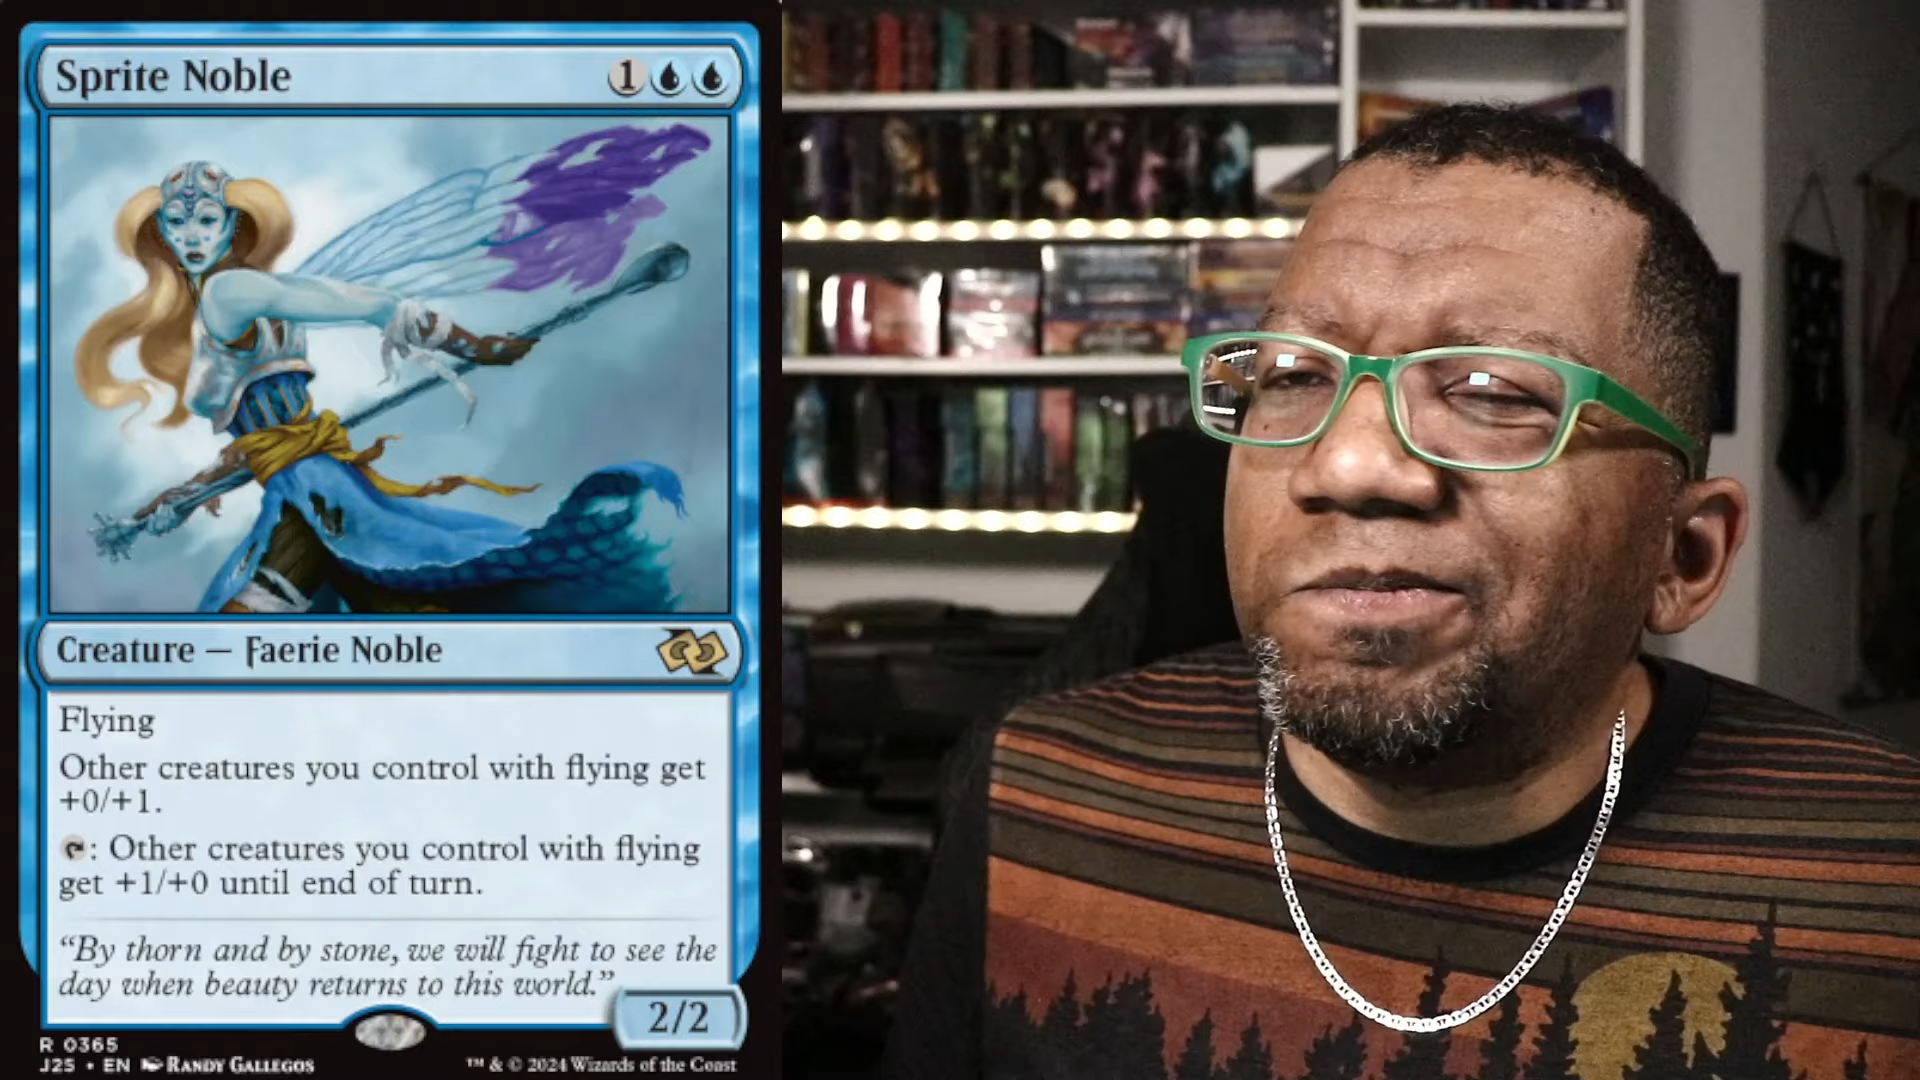 Sprite Noble 1
Creature — Faerie Noble
Flying
Other creatures you control with flying get
+0/+1.
: Other creatures you control with flying
get +1/+0 until end of turn.
“By thorn and by stone, we will fight to see the
day when beauty returns to this world.”
2/2
R 0365
J25 • EN RANDY GALLEGOS
™ & © 2024 Wizards of the Coast